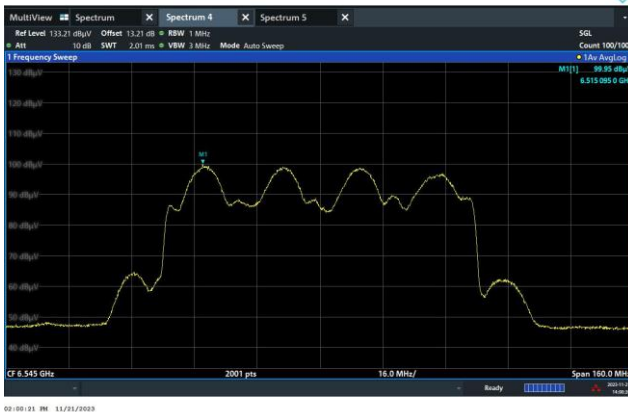 MultiView Spectrum X Spectrum 4 X Spectrum 5 X
Ref Level 133.21 dBµV Offset 13.21 dB RBW 1 MHz SGL
Att 10 dB SWT 2.01 ms VBW 3 MHz Mode Auto Sweep Count 100/100
1 Frequency Sweep 1Av AvgLog
M1[1] 99.95 dBµV
6.515 095 0 GH
130 dBµV
120 dBµV
110 dBµV
M1
100 dBµV
90 dBµV
80 dBµV
70 dBµV
60 dBµV
50 dBµV
40 dBµV
CF 6.545 GHz 2001 pts 16.0 MHz/ Span 160.0 MHz
Ready
02:00:21 PM 11/21/2023